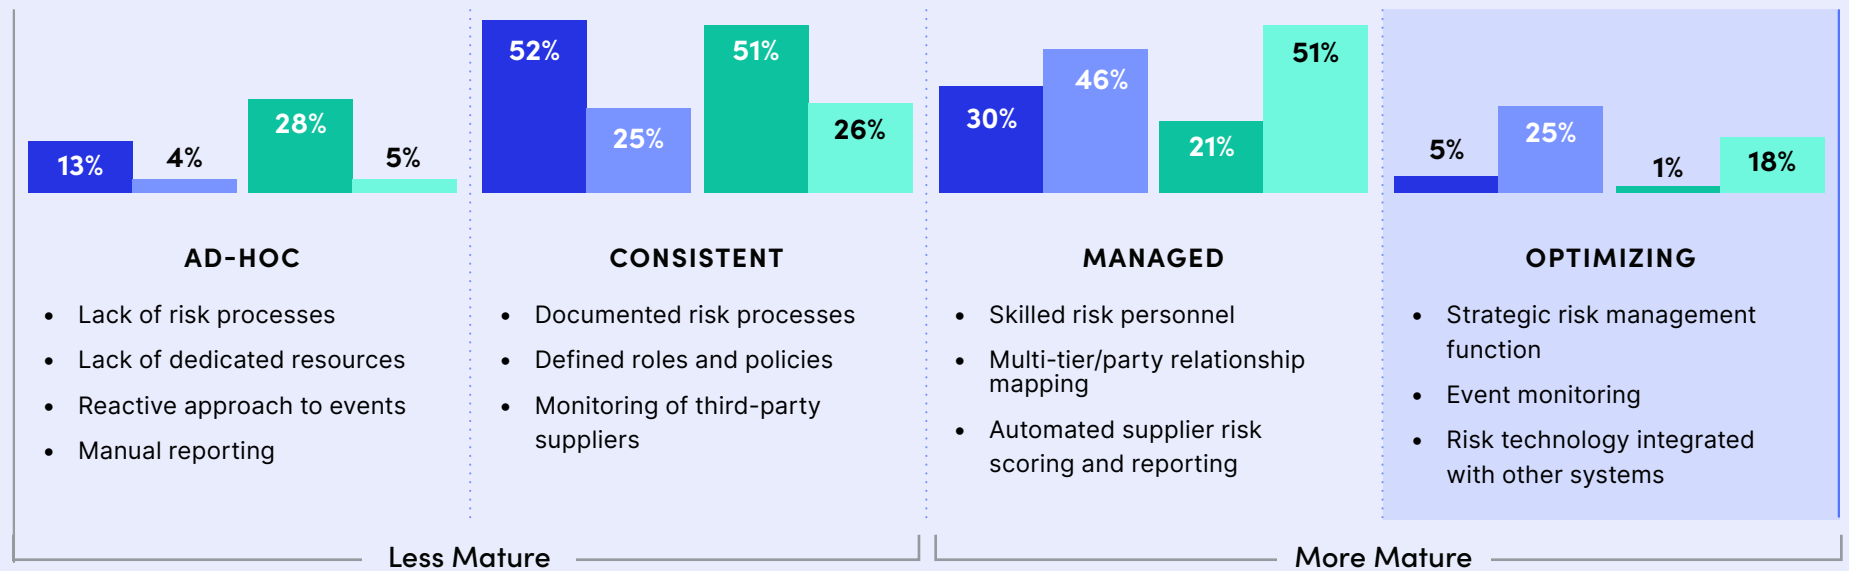 13%
4%
28%
5%
52%
25%
51%
26%
30%
46%
21%
51%
5%
25%
1%
18%
AD-HOC
• Lack of risk processes
• Lack of dedicated resources
• Reactive approach to events
• Manual reporting
CONSISTENT
• Documented risk processes
• Defined roles and policies
• Monitoring of third-party
suppliers
MANAGED
• Skilled risk personnel
• Multi-tier/party relationship
mapping
• Automated supplier risk
scoring and reporting
OPTIMIZING
• Strategic risk management
function
• Event monitoring
• Risk technology integrated
with other systems
Less Mature
More Mature